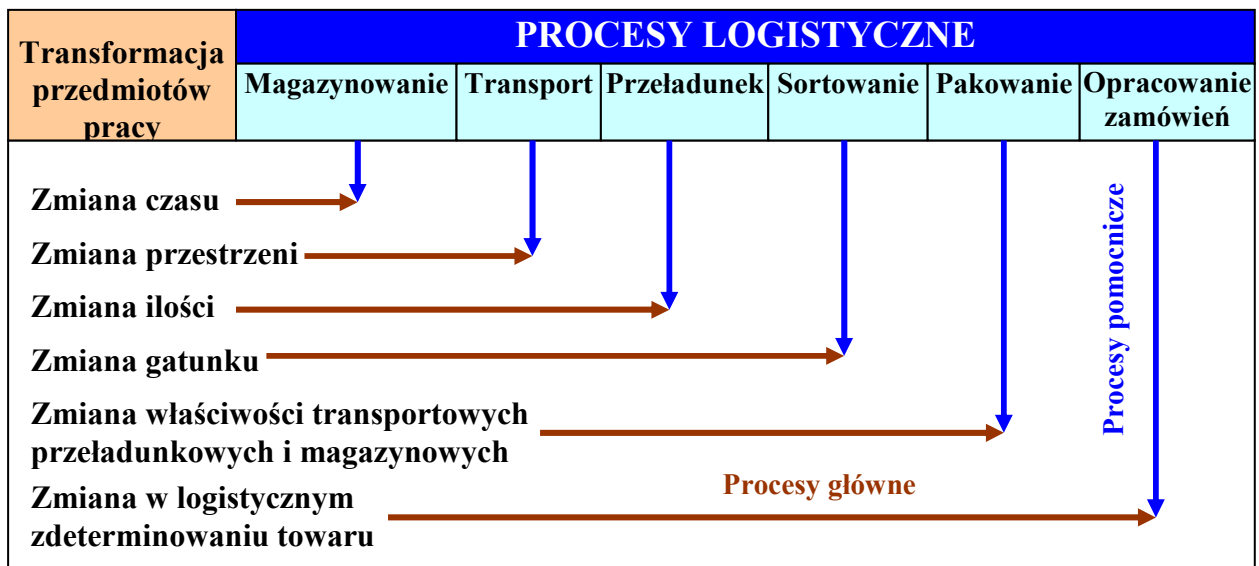 Transformacja
przedmiotów
pracy
PROCESY LOGISTYCZNE
Magazynowanie
Transport
Przeładunek
Sortowanie
Pakowanie
Opracowanie
zamówień
Zmiana czasu
Zmiana przestrzeni
Zmiana ilości
Zmiana gatunku
Zmiana właściwości transportowych
przeładunkowych i magazynowych
Zmiana w logistycznym
zdeterminowaniu towaru
Procesy główne
Procesy pomocnicze